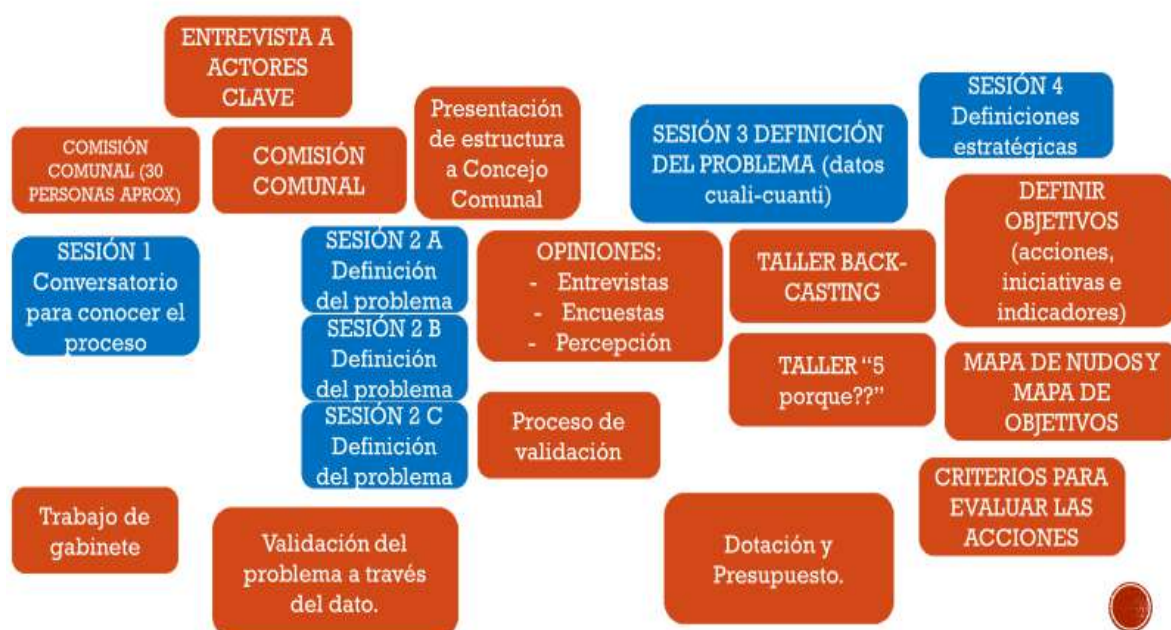 ENTREVISTA A
ACTORES
CLAVE
COMISIÓN
COMUNAL (30
PERSONAS APROX)
COMISIÓN
COMUNAL
Presentación
de estructura
a Concejo
Comunal
SESIÓN 3 DEFINICIÓN
DEL PROBLEMA (datos
cuali-cuanti)
SESIÓN 4
Definiciones
estratégicas
SESIÓN 1
Conversatorio
para conocer el
proceso
SESIÓN 2 A
Definición
del problema
SESIÓN 2 B
Definición
del problema
SESIÓN 2 C
Definición
del problema
OPINIONES:
- Entrevistas
- Encuestas
- Percepción
Proceso de
validación
TALLER BACK-
CASTING
TALLER “5
porque??”
DEFINIR
OBJETIVOS
(acciones,
iniciativas e
indicadores)
MAPA DE NUDOS Y
MAPA DE
OBJETIVOS
CRITERIOS PARA
EVALUAR LAS
ACCIONES
Trabajo de
gabinete
Validación del
problema a través
del dato.
Dotación y
Presupuesto.